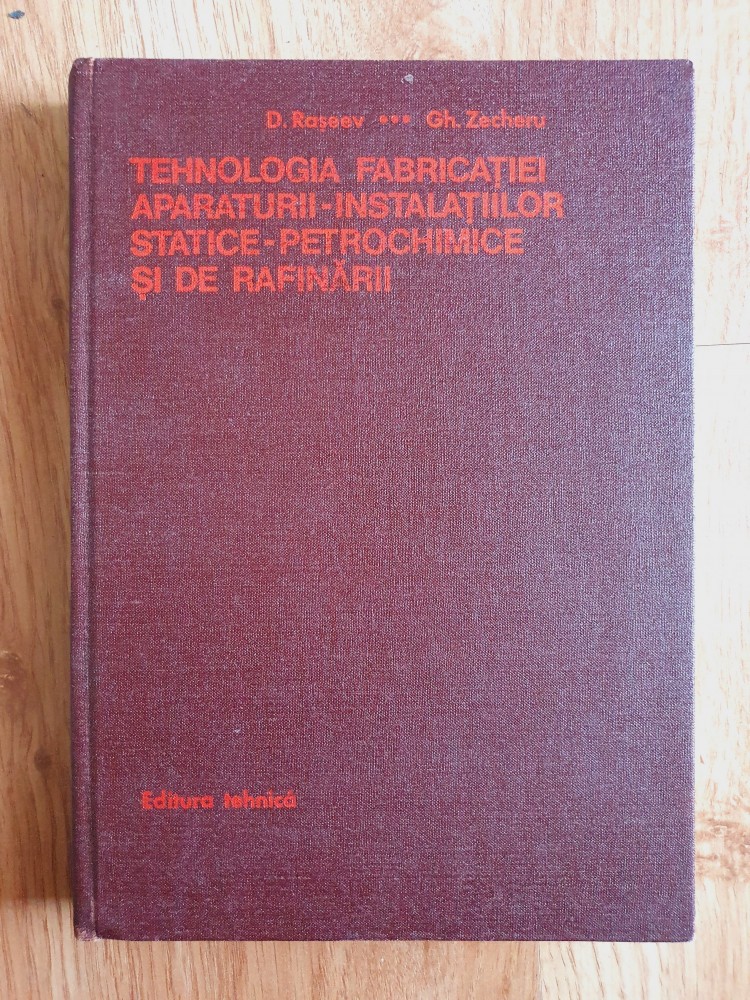 D. Rașeev *** Gh. Zecheru
TEHNOLOGIA FABRICAȚIEI
APARATURII-INSTALAȚIILOR
STATICE-PETROCHIMICE
ȘI DE RAFINĂRII
Editura tehnică